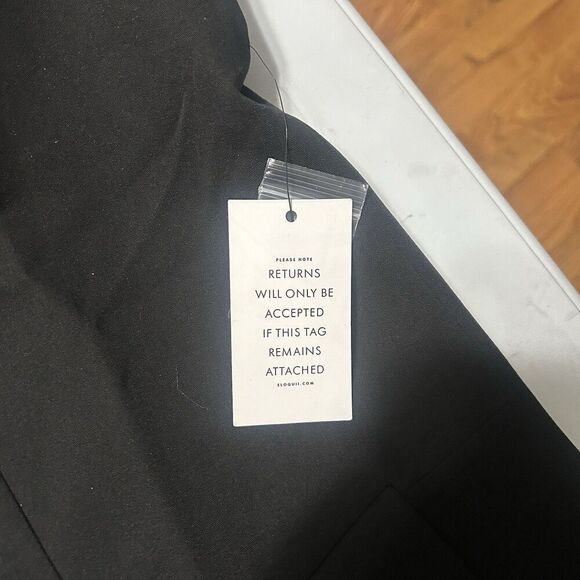 PLEASE NOTE
RETURNS
WILL ONLY BE
ACCEPTED
IF THIS TAG
REMAINS
ATTACHED
ELOQUII.COM